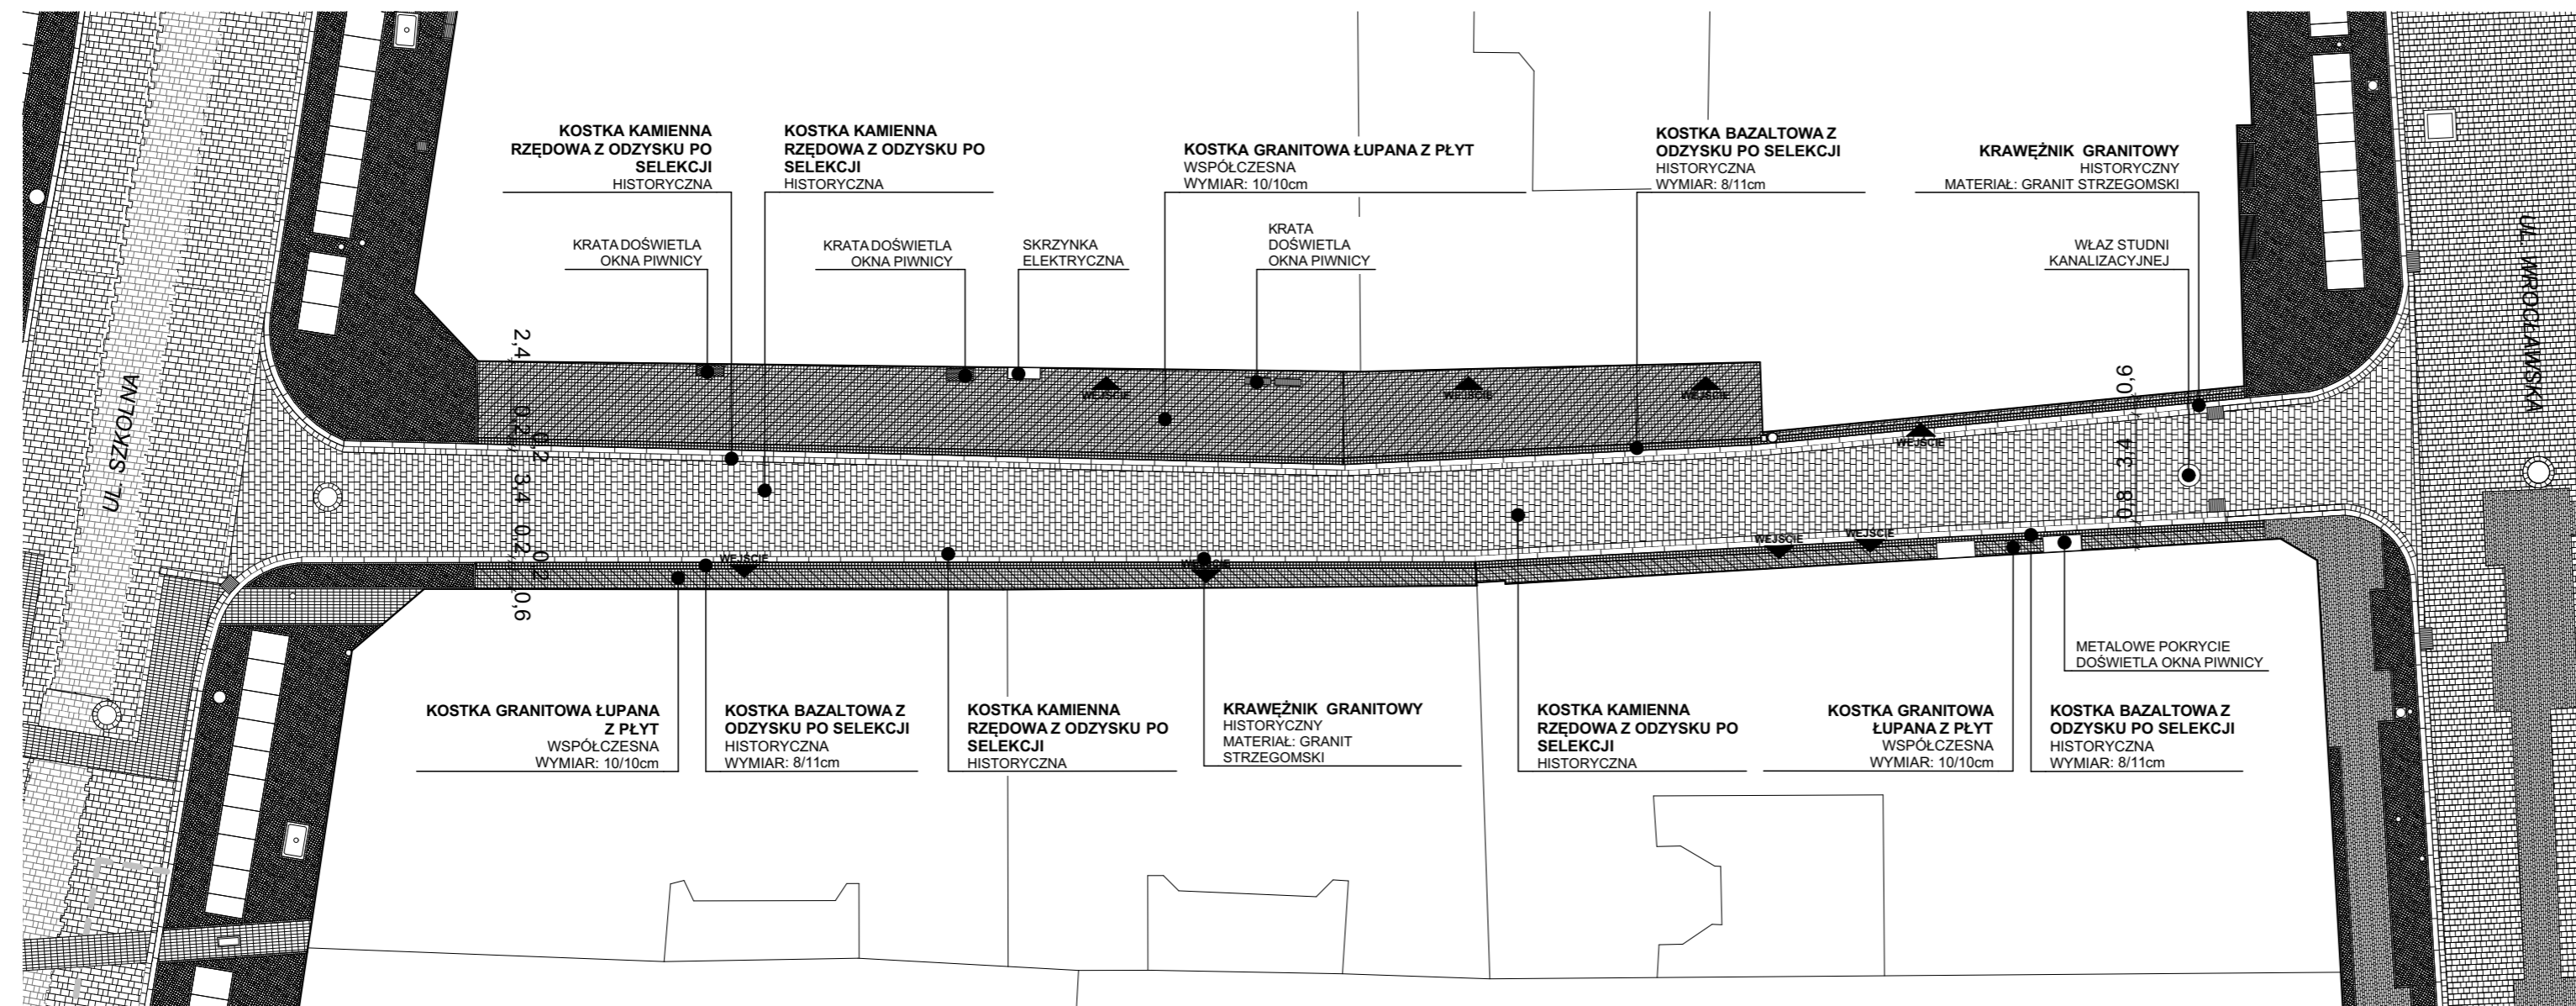 KOSTKA KAMIENNA
RZĘDOWA Z ODZYSKU PO
SELEKCJI
HISTORYCZNA
KOSTKA KAMIENNA
RZĘDOWA Z ODZYSKU PO
SELEKCJI
HISTORYCZNA
KOSTKA GRANITOWA ŁUPANA Z PŁYT
WSPÓŁCZESNA
WYMIAR: 10/10cm
KOSTKA BAZALTOWA Z
ODZYSKU PO SELEKCJI
HISTORYCZNA
WYMIAR: 8/11cm
KRAWĘŻNIK GRANITOWY
HISTORYCZNY
MATERIAŁ: GRANIT STRZEGOMSKI
KRATA DOŚWIETLA
OKNA PIWNICY
KRATA DOŚWIETLA
OKNA PIWNICY
SKRZYNKA
ELEKTRYCZNA
KRATA
DOŚWIETLA
OKNA PIWNICY
WŁAZ STUDNI
KANALIZACYJNEJ
UL. SZKOLNA
UL. WROCŁAWSKA
2,4
0,2
0,2
3,4
0,2
0,2
0,6
0,6
3,4
0,8
WEJŚCIE
WEJŚCIE
WEJŚCIE
WEJŚCIE
WEJŚCIE
WEJŚCIE
WEJŚCIE
WEJŚCIE
METALOWE POKRYCIE
DOŚWIETLA OKNA PIWNICY
KOSTKA GRANITOWA ŁUPANA
Z PŁYT
WSPÓŁCZESNA
WYMIAR: 10/10cm
KOSTKA BAZALTOWA Z
ODZYSKU PO SELEKCJI
HISTORYCZNA
WYMIAR: 8/11cm
KOSTKA KAMIENNA
RZĘDOWA Z ODZYSKU PO
SELEKCJI
HISTORYCZNA
KRAWĘŻNIK GRANITOWY
HISTORYCZNY
MATERIAŁ: GRANIT
STRZEGOMSKI
KOSTKA KAMIENNA
RZĘDOWA Z ODZYSKU PO
SELEKCJI
HISTORYCZNA
KOSTKA GRANITOWA
ŁUPANA Z PŁYT
WSPÓŁCZESNA
WYMIAR: 10/10cm
KOSTKA BAZALTOWA Z
ODZYSKU PO SELEKCJI
HISTORYCZNA
WYMIAR: 8/11cm